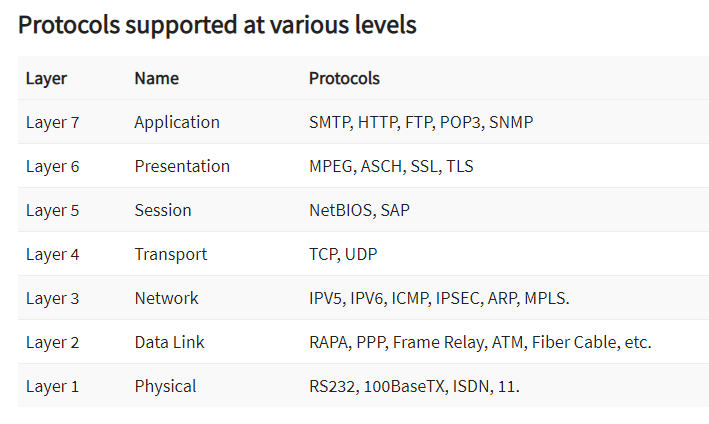 Protocols supported at various levels
Layer Name Protocols
Layer 7 Application SMTP, HTTP, FTP, POP3, SNMP
Layer 6 Presentation MPEG, ASCH, SSL, TLS
Layer 5 Session NetBIOS, SAP
Layer 4 Transport TCP, UDP
Layer 3 Network IPV5, IPV6, ICMP, IPSEC, ARP, MPLS.
Layer 2 Data Link RAPA, PPP, Frame Relay, ATM, Fiber Cable, etc.
Layer 1 Physical RS232, 100BaseTX, ISDN, 11.